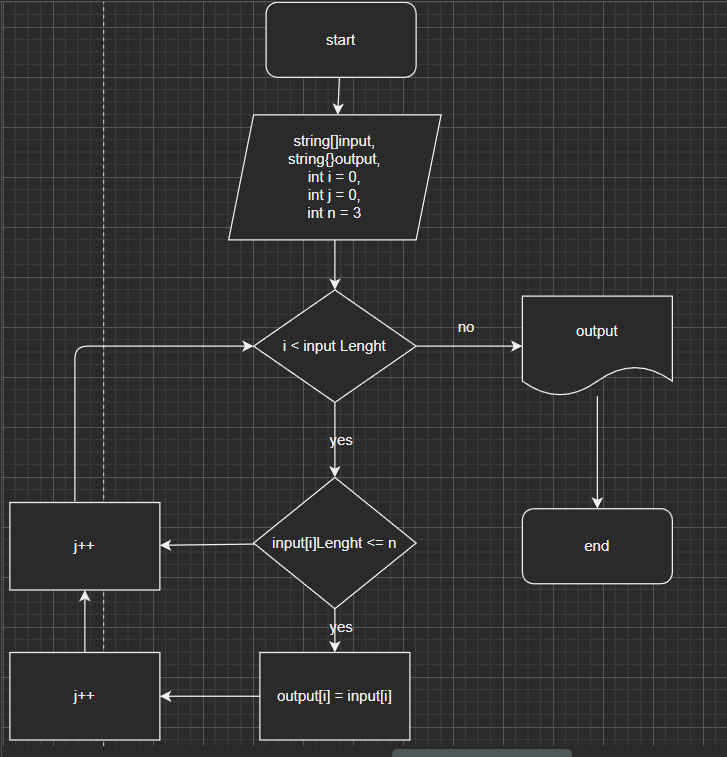 start
string[]input,
string{}output,
int i = 0,
int j = 0,
int n = 3
i < input Lenght
no
output
yes
input[i]Lenght <= n
j++
end
yes
output[i] = input[i]
j++